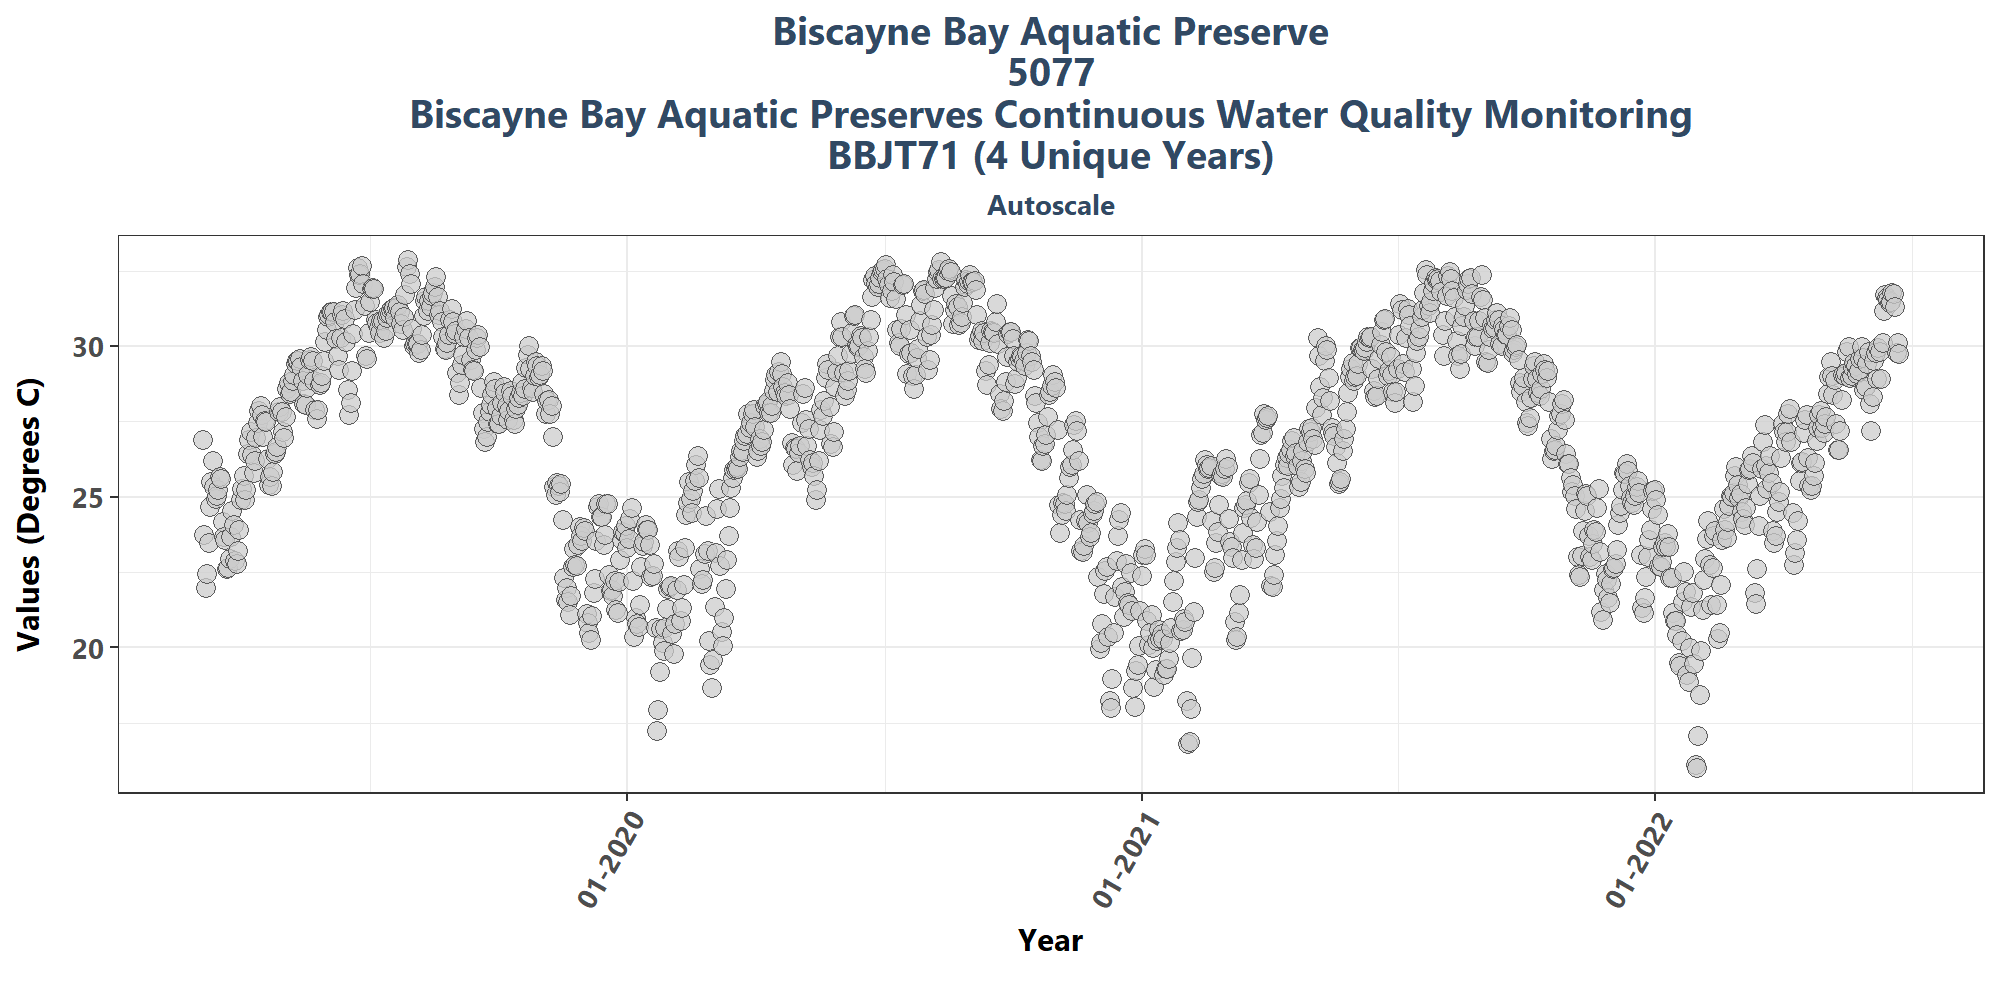 Biscayne Bay Aquatic Preserve
5077
Biscayne Bay Aquatic Preserves Continuous Water Quality Monitoring
BBJT71 (4 Unique Years)
Autoscale
Values (Degrees C)
30
25
20
01-2020
01-2021
01-2022
Year